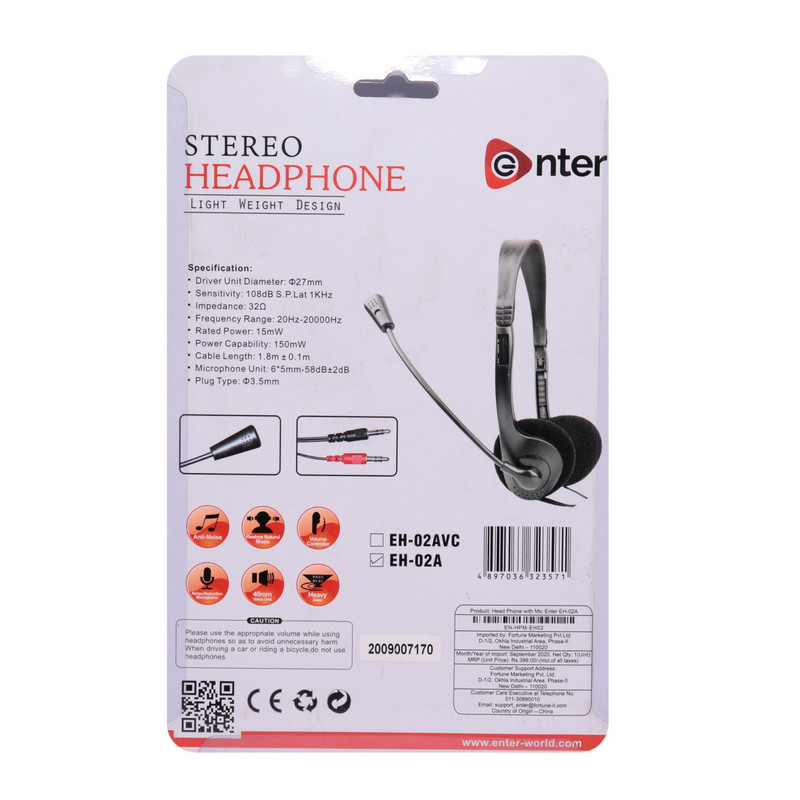 STEREO
HEADPHONE
LIGHT WEIGHT DESIGN
enter
Specification:
• Driver Unit Diameter: Φ27mm
• Sensitivity: 108dB S.P.Lat 1KHz
• Impedance: 32Ω
• Frequency Range: 20Hz-20000Hz
• Rated Power: 15mW
• Power Capability: 150mW
• Cable Length: 1.8m ± 0.1m
• Microphone Unit: 6*5mm-58dB±2dB
• Plug Type: Φ3.5mm
Anti-Noise
Restore Natural
Music
Volume
Controller
Noise-Reduction
Microphone
40mm
Voice Unit
BASS
BEAT
Heavy
Bass
EH-02AVC
EH-02A
4 897036 323571
CAUTION
Please use the appropriate volume while using
headphones so as to avoid unnecessary harm
When driving a car or riding a bicycle,do not use
headphones
2009007170
Product: Head Phone with Mic Enter EH-02A
EN-HPM-EH02
Imported by: Fortune Marketing Pvt.Ltd
D-1/2, Okhla Industrial Area, Phase-II
New Delhi – 110020
Month/Year of Import: September 2020, Net Qty: 1(Unit)
MRP (Unit Price): Rs.399.00/-(Incl of all taxes)
Customer Support Address:
Fortune Marketing Pvt. Ltd.
D-1/2, Okhla Industrial Area, Phase-II
New Delhi – 110020
Customer Care Executive at Telephone No:
011-30890010
Email: support_enter@fortune-it.com
Country of Origin – China
CE
www.enter-world.com